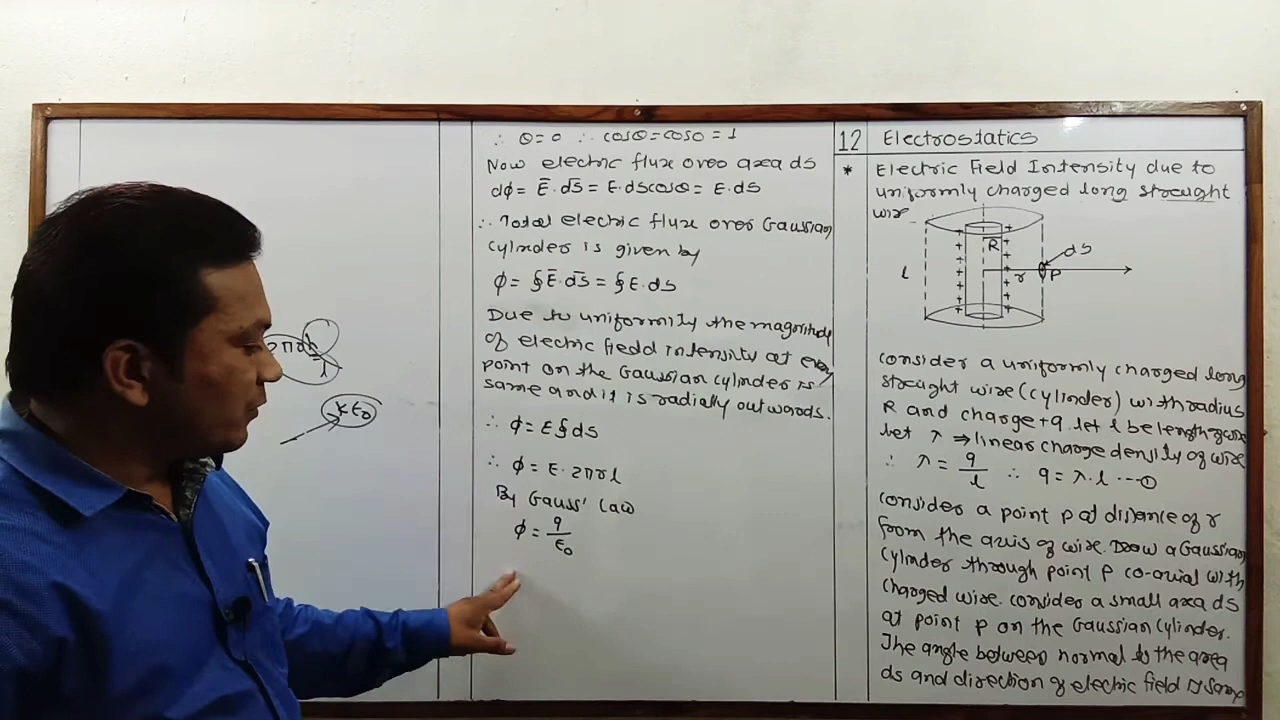 12 Electrostatics
* Electric Field Intensity due to
uniformly charged long streught
wire.
+ +
+ R +
ds
l + r P
+ +
+ +
Consider a uniformly charged long
streught wire (cylinder) with radius
R and charge +q. let l be length of wire
Let λ ⇒ linear charge density of wire
∴ λ = q/l ∴ q = λ.l ---①
Consider a point P at distance of r
from the axis of wire. Draw a Gaussian
cylinder through point P co-axial with
charged wire. consider a small area ds
at point P on the Gaussian cylinder.
The angle between normal to the area
ds and direction of electric field is same
∴ θ = 0 ∴ cosθ = cos0 = 1
Now electric flux over area ds
dϕ = E̅.d̅s̅ = E.ds cosθ = E.ds
∴ Total electric flux over Gaussian
cylinder is given by
ϕ = ∮E̅.d̅s̅ = ∮E.ds
Due to uniformily the magnitude
of electric field intensity at every
point on the Gaussian cylinder is
same and it is radially outwards.
∴ ϕ = E∮ds
∴ ϕ = E.2πrl
By Gauss' Law
ϕ = q/ε₀
kε₀